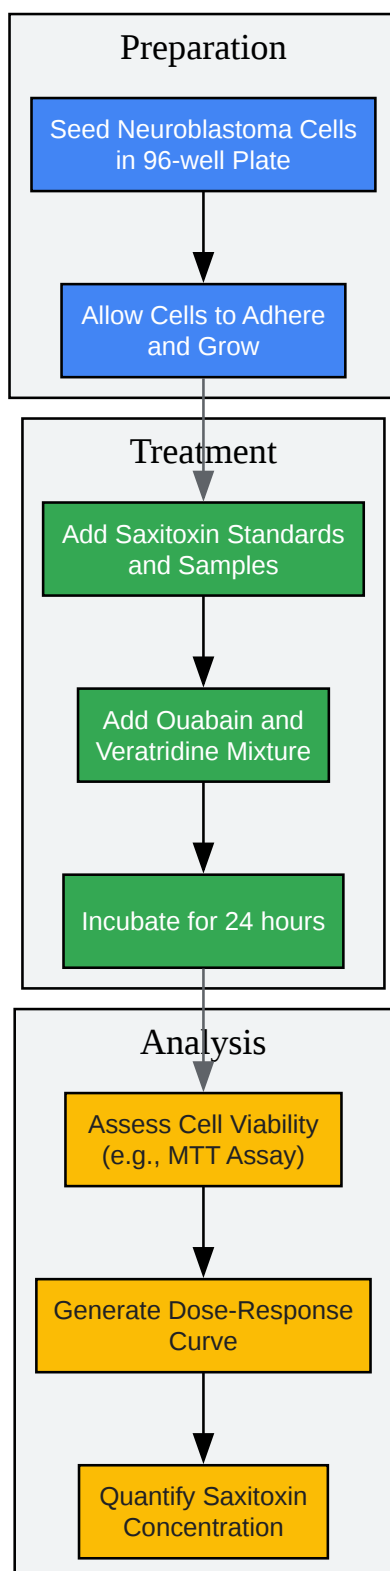 Preparation
Seed Neuroblastoma Cells
in 96-well Plate
Allow Cells to Adhere
and Grow
Treatment
Add Saxitoxin Standards
and Samples
Add Ouabain and
Veratridine Mixture
Incubate for 24 hours
Analysis
Assess Cell Viability
(e.g., MTT Assay)
Generate Dose-Response
Curve
Quantify Saxitoxin
Concentration